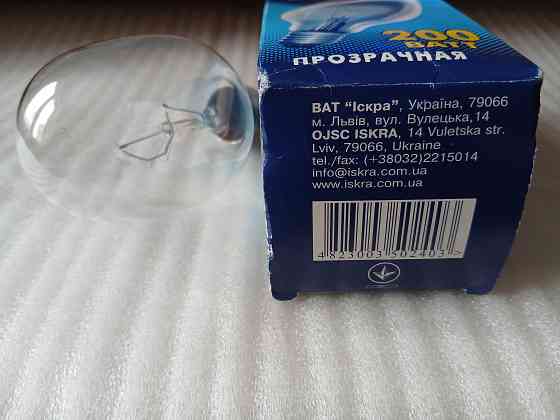 200
ВАТТ
ПРОЗРАЧНАЯ
ВАТ "Іскра", Україна, 79066
м. Львів, вул. Вулецька,14
OJSC ISKRA, 14 Vuletska str.
Lviv, 79066, Ukraine
tel./fax: (+38032)2215014
info@iskra.com.ua
www.iskra.com.ua
4823003502403>